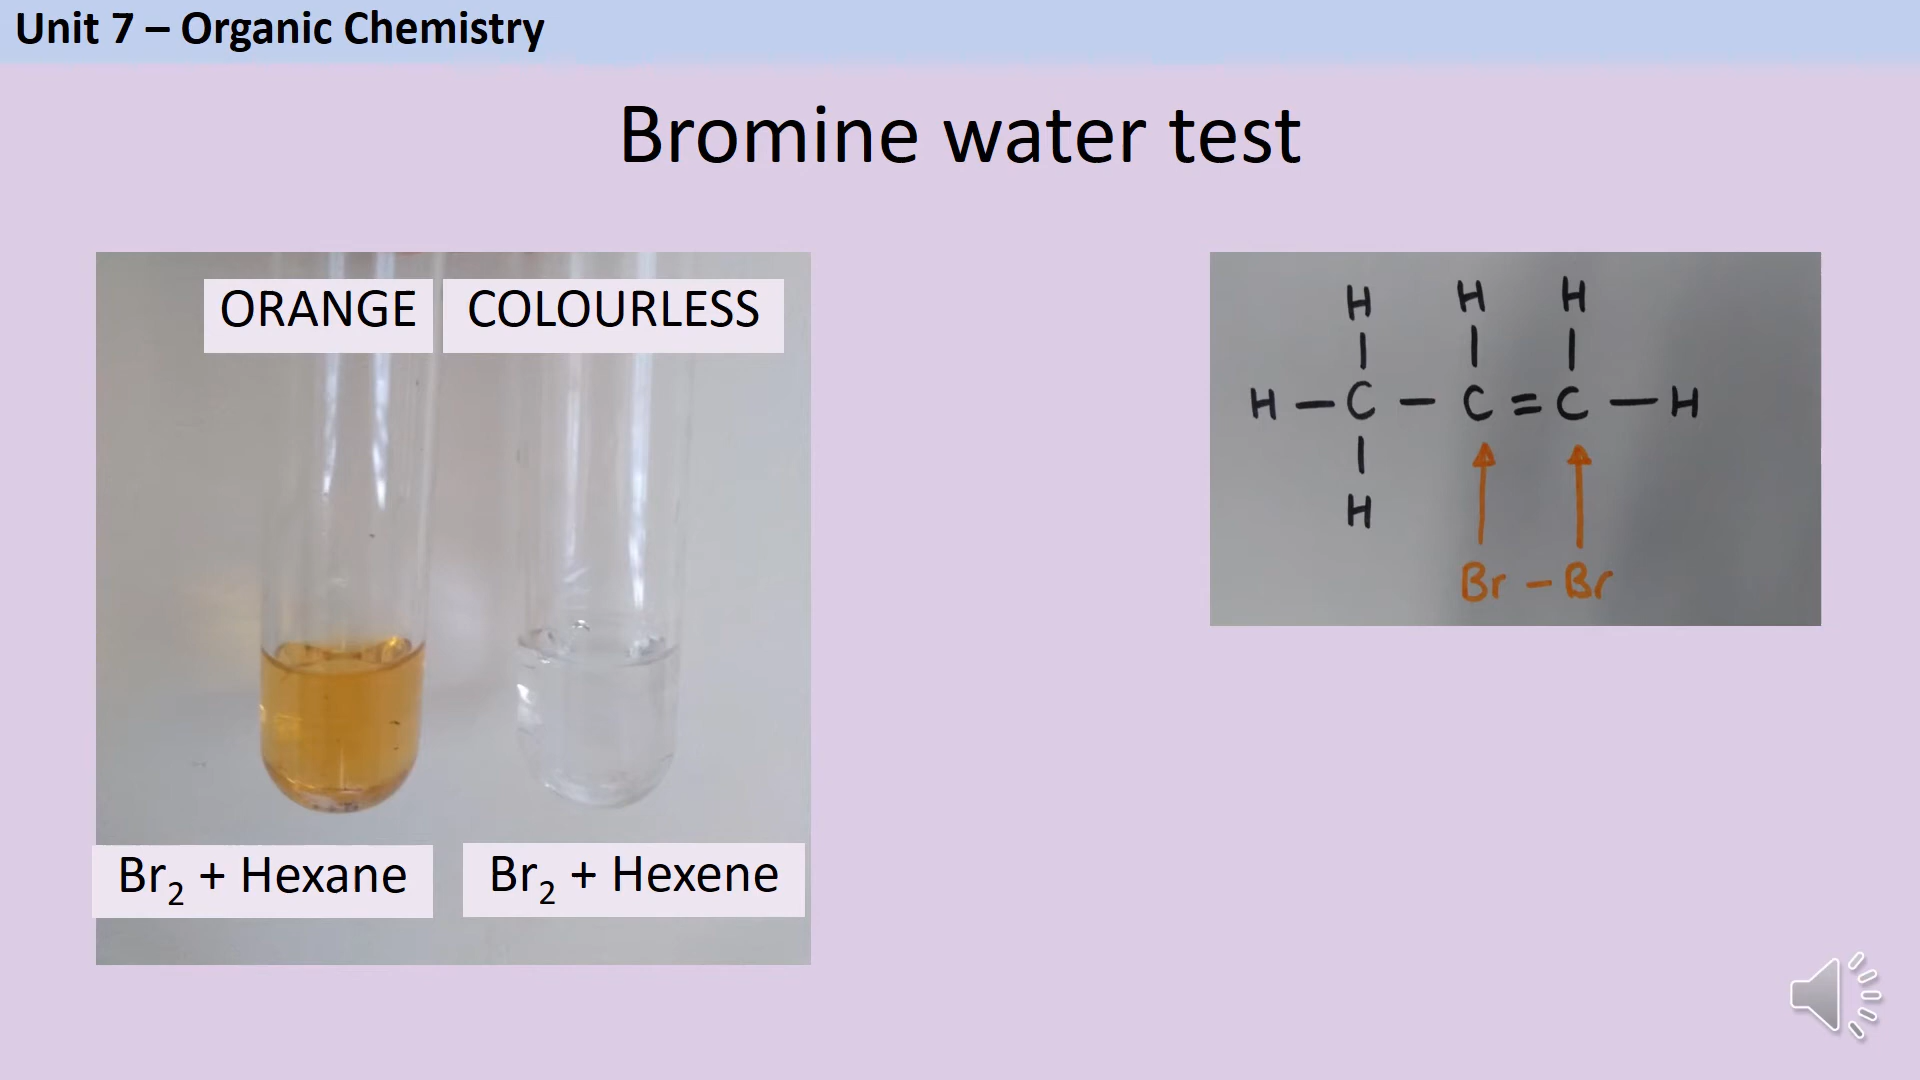 Unit 7 – Organic Chemistry
Bromine water test
ORANGE
COLOURLESS
Br₂ + Hexane
Br₂ + Hexene
H H H
H – C – C = C – H
H
Br – Br